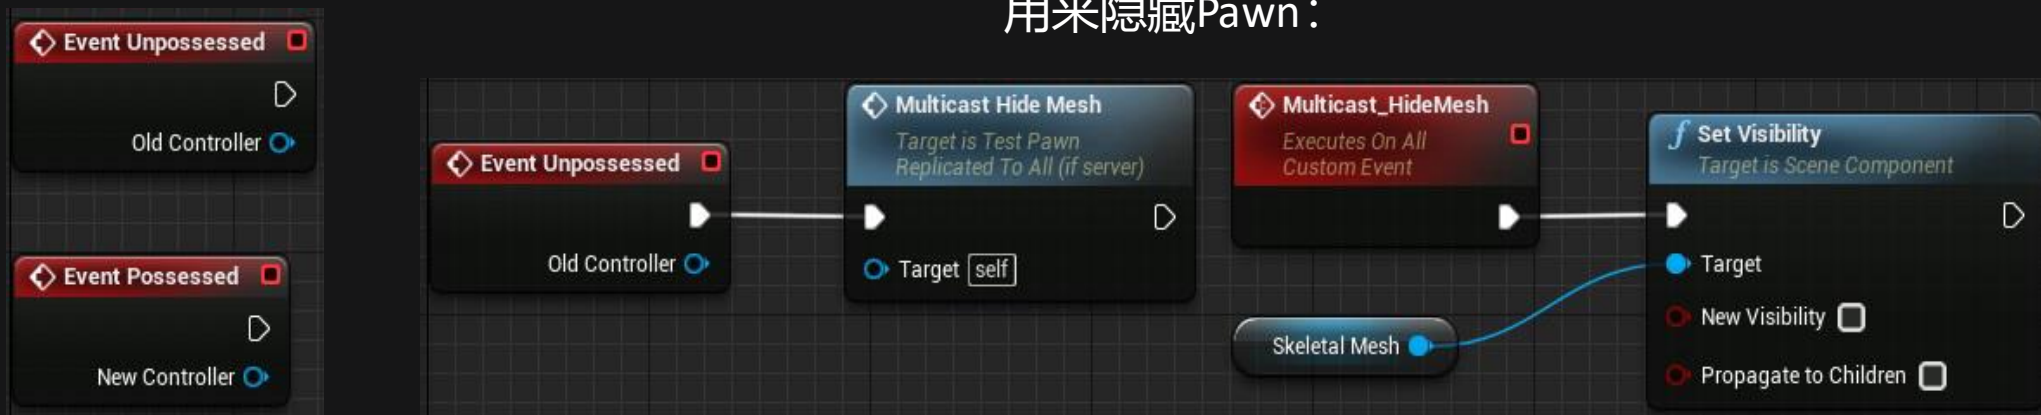 用来隐藏Pawn：
Event Unpossessed
Old Controller
Event Possessed
New Controller
Event Unpossessed
Old Controller
Multicast Hide Mesh
Target is Test Pawn
Replicated To All (if server)
Target self
Multicast_HideMesh
Executes On All
Custom Event
Skeletal Mesh
Set Visibility
Target is Scene Component
Target
New Visibility
Propagate to Children